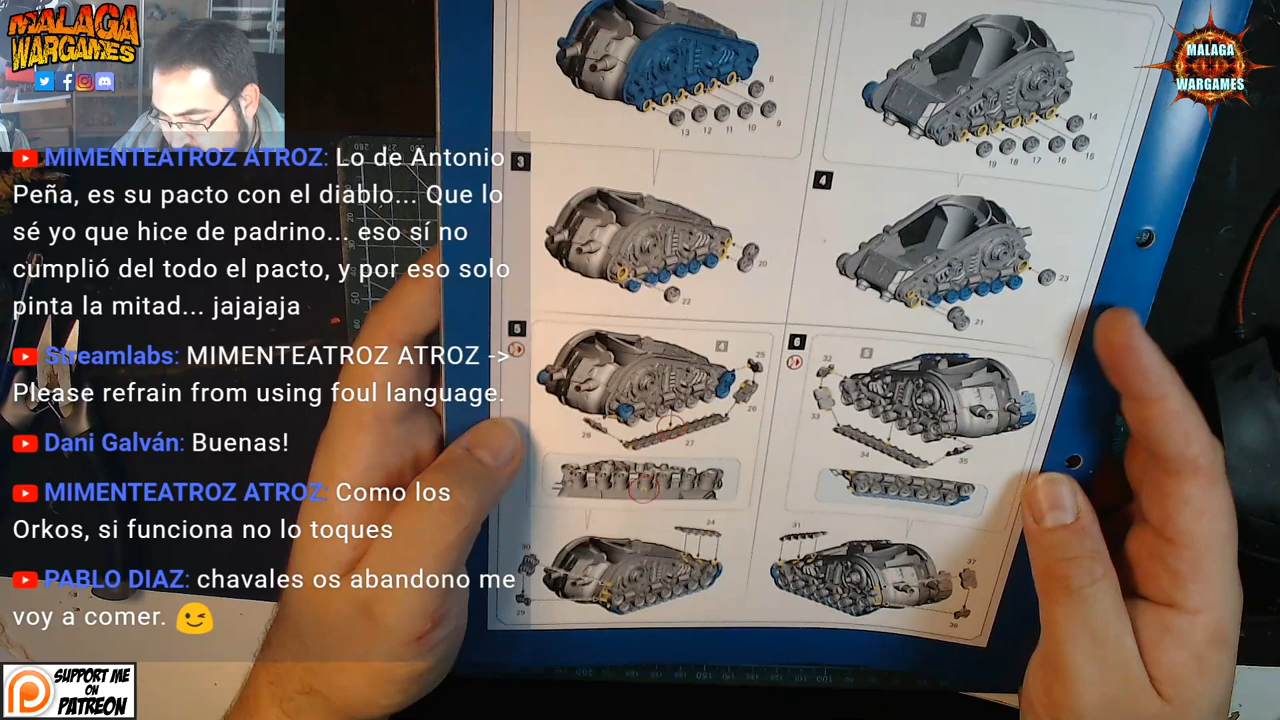 MALAGA
WARGAMES
MALAGA
WARGAMES
MIMENTEATROZ ATROZ: Lo de Antonio
Peña, es su pacto con el diablo... Que lo
sé yo que hice de padrino... eso sí no
cumplió del todo el pacto, y por eso solo
pinta la mitad... jajajaja
Streamlabs: MIMENTEATROZ ATROZ ->
Please refrain from using foul language.
Dani Galván: Buenas!
MIMENTEATROZ ATROZ: Como los
Orkos, si funciona no lo toques
PABLO DIAZ: chavales os abandono me
voy a comer. 😉
SUPPORT ME
ON
PATREON
8
13 12 11 10 9
3
14
19 18 17 16 15
3
20
22
4
23
21
5
4
25
26
28
27
24
30
29
6
5
32
33
34
35
31
37
36